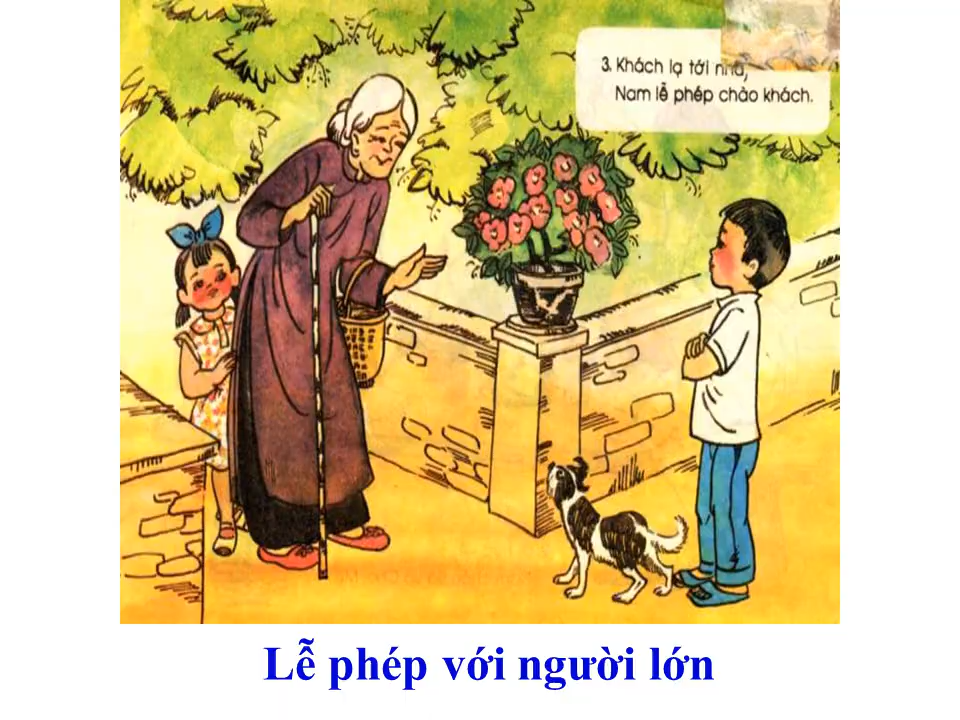 3. Khách lạ tới nhà,
Nam lễ phép chào khách.
Lễ phép với người lớn